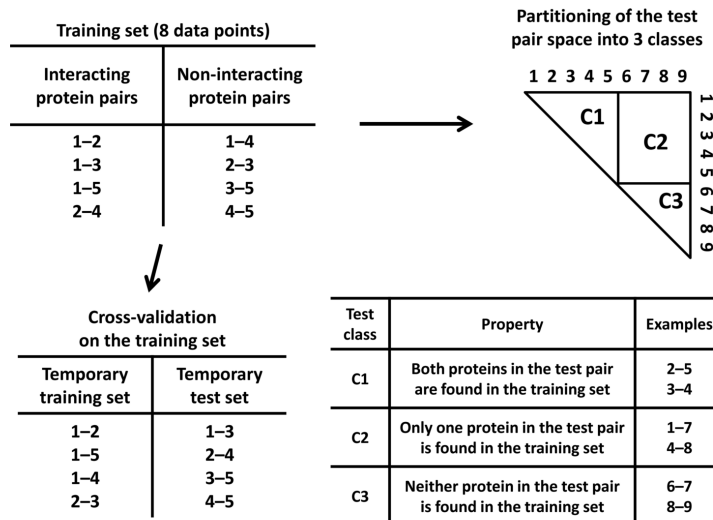 Training set (8 data points)
Interacting protein pairs
Non-interacting protein pairs
1–2 1–4
1–3 2–3
1–5 3–5
2–4 4–5
Partitioning of the test
pair space into 3 classes
1 2 3 4 5 6 7 8 9
1 2 3 4 5 6 7 8 9
C1
C2
C3
Cross-validation
on the training set
Temporary training set
Temporary test set
1–2 1–3
1–5 2–4
1–4 3–5
2–3 4–5
Test class
Property
Examples
C1
Both proteins in the test pair
are found in the training set
2–5
3–4
C2
Only one protein in the test pair
is found in the training set
1–7
4–8
C3
Neither protein in the test pair
is found in the training set
6–7
8–9